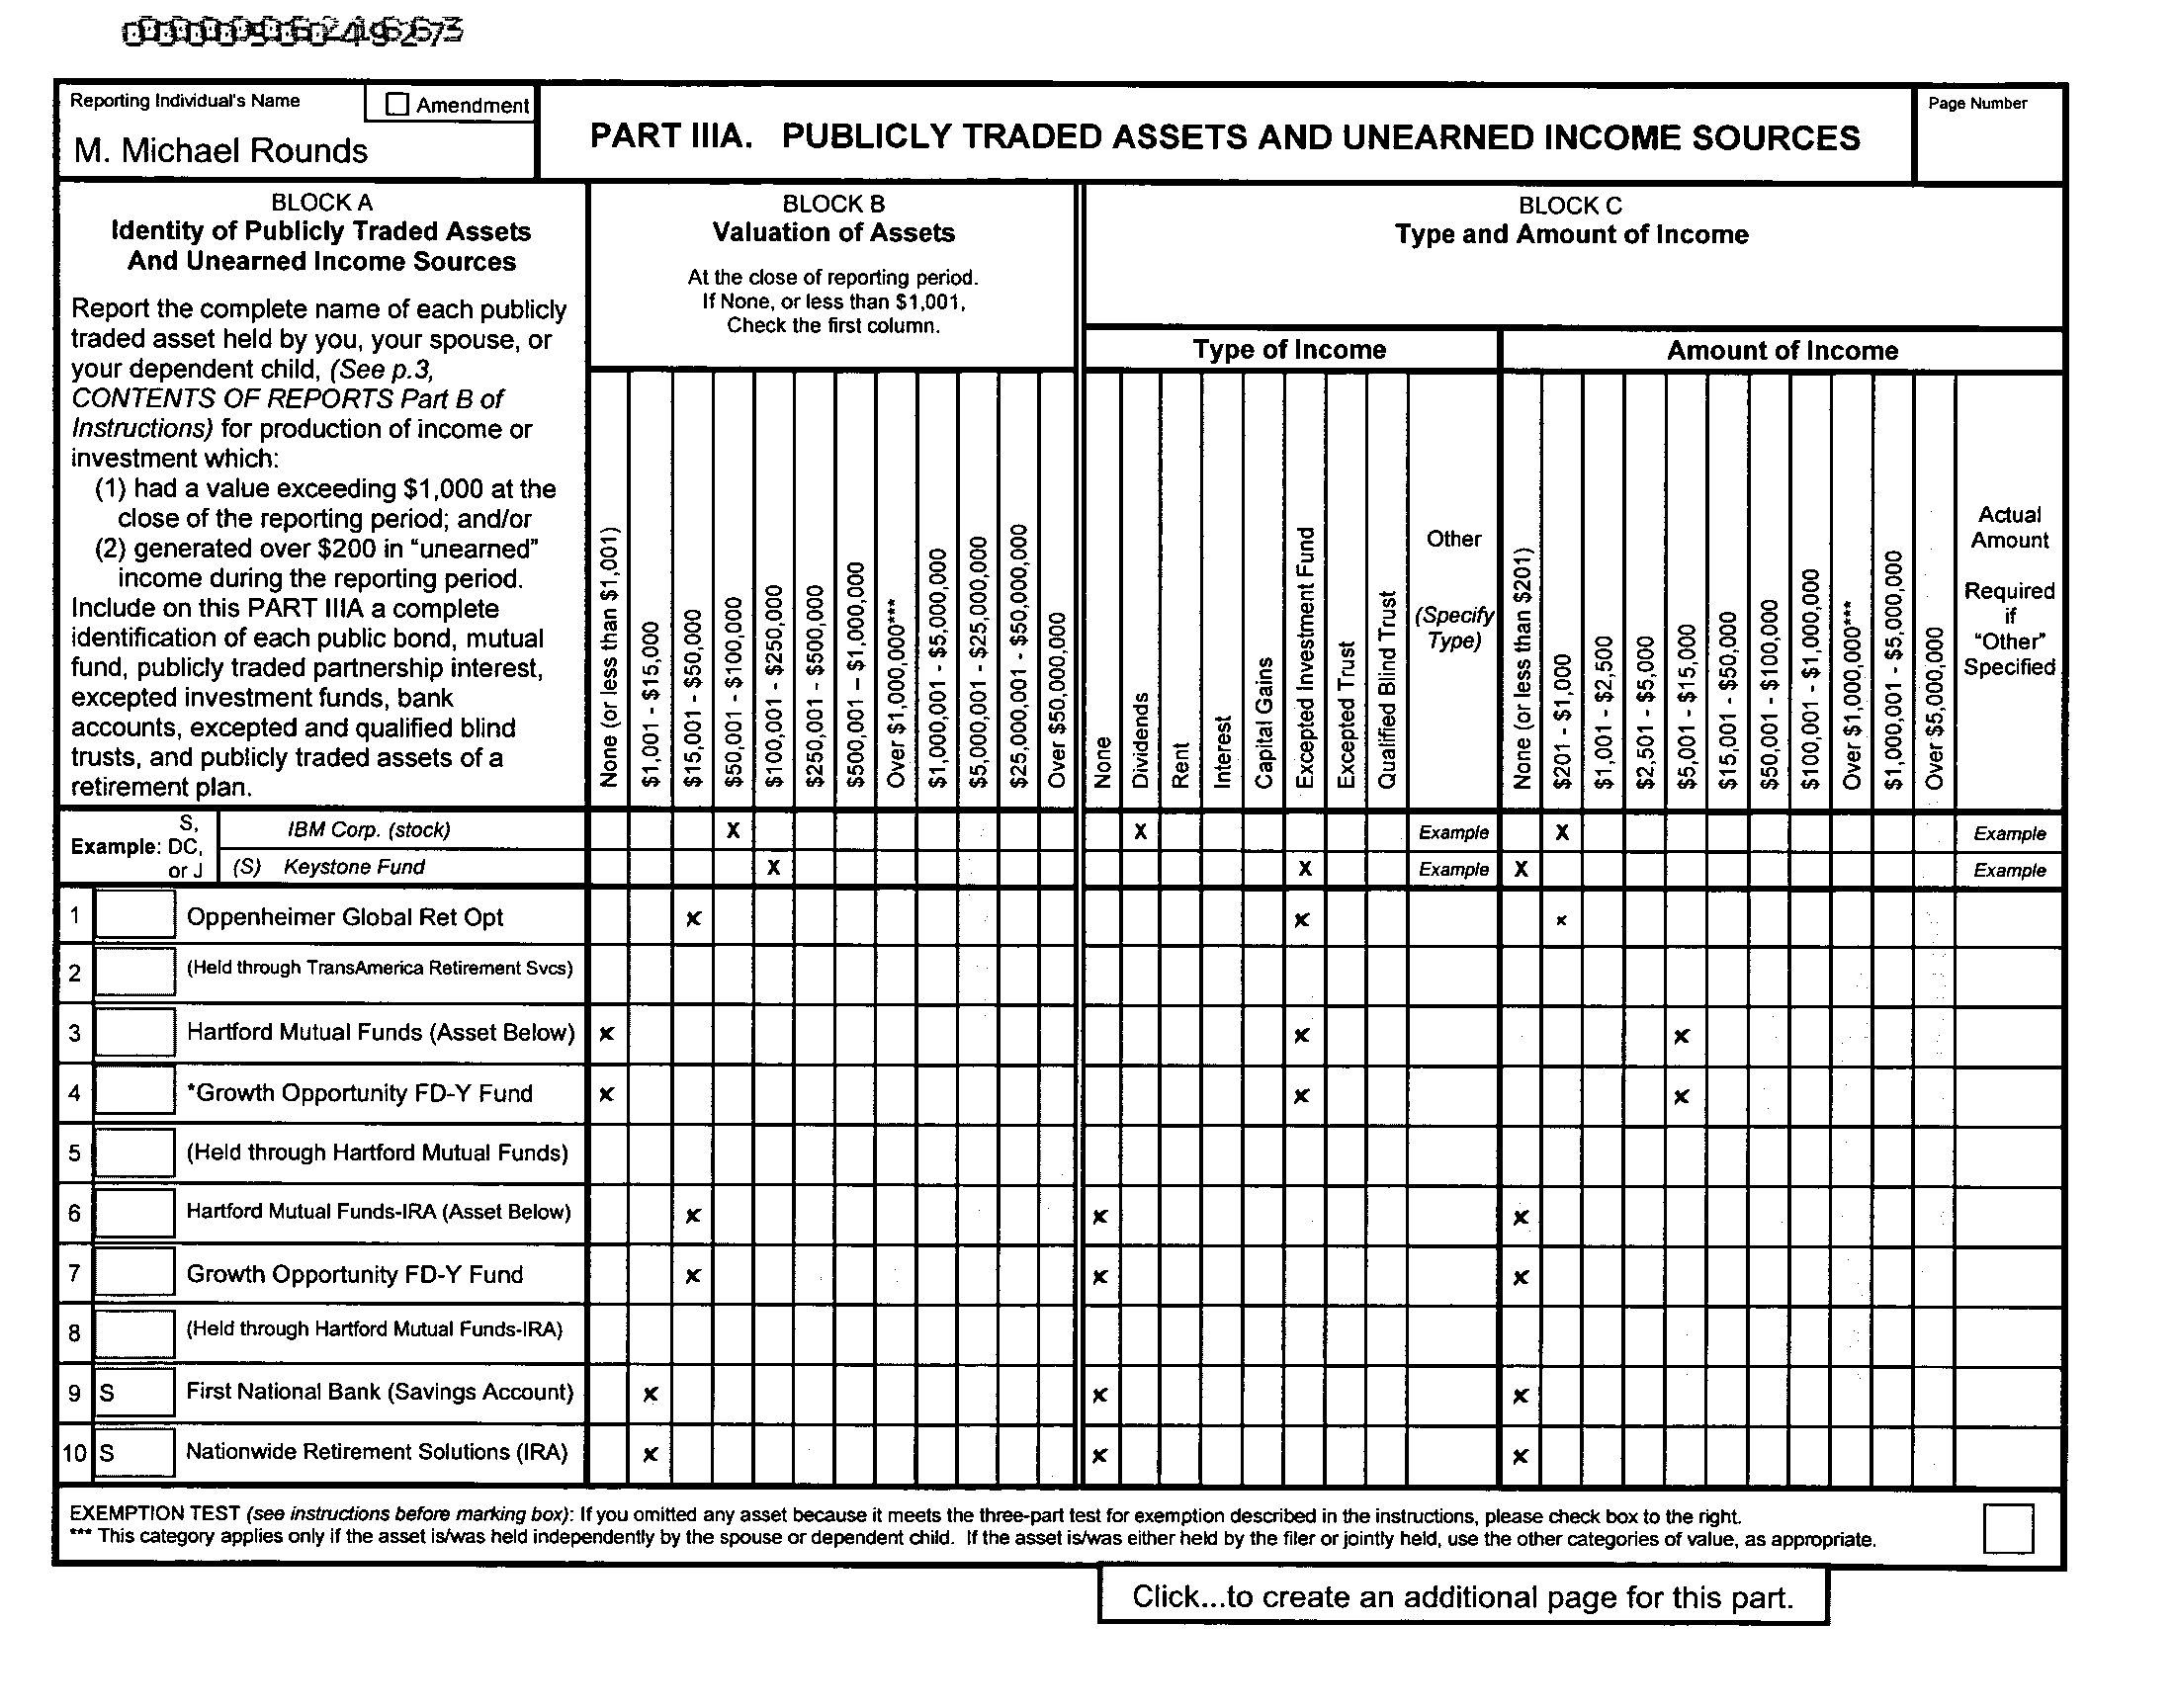 Reporting Individual's Name
Amendment
M. Michael Rounds
PART IIIA. PUBLICLY TRADED ASSETS AND UNEARNED INCOME SOURCES
Page Number
BLOCK A
Identity of Publicly Traded Assets
And Unearned Income Sources
Report the complete name of each publicly
traded asset held by you, your spouse, or
your dependent child, (See p.3,
CONTENTS OF REPORTS Part B of
Instructions) for production of income or
investment which:
(1) had a value exceeding $1,000 at the
close of the reporting period; and/or
(2) generated over $200 in "unearned"
income during the reporting period.
Include on this PART IIIA a complete
identification of each public bond, mutual
fund, publicly traded partnership interest,
excepted investment funds, bank
accounts, excepted and qualified blind
trusts, and publicly traded assets of a
retirement plan.
BLOCK B
Valuation of Assets
At the close of reporting period.
If None, or less than $1,001,
Check the first column.
None (or less than $1,001)
$1,001 - $15,000
$15,001 - $50,000
$50,001 - $100,000
$100,001 - $250,000
$250,001 - $500,000
$500,001 – $1,000,000
Over $1,000,000***
$1,000,001 - $5,000,000
$5,000,001 - $25,000,000
$25,000,001 - $50,000,000
Over $50,000,000
BLOCK C
Type and Amount of Income
Type of Income
None
Dividends
Rent
Interest
Capital Gains
Excepted Investment Fund
Excepted Trust
Qualified Blind Trust
Other
(Specify
Type)
Amount of Income
None (or less than $201)
$201 - $1,000
$1,001 - $2,500
$2,501 - $5,000
$5,001 - $15,000
$15,001 - $50,000
$50,001 - $100,000
$100,001 - $1,000,000
Over $1,000,000***
$1,000,001 - $5,000,000
Over $5,000,000
Actual
Amount
Required
if
"Other"
Specified
Example: S, DC, or J
IBM Corp. (stock) X X Example X Example
(S) Keystone Fund X X Example X Example
1 Oppenheimer Global Ret Opt x x x
2 (Held through TransAmerica Retirement Svcs)
3 Hartford Mutual Funds (Asset Below) x x x
4 *Growth Opportunity FD-Y Fund x x x
5 (Held through Hartford Mutual Funds)
6 Hartford Mutual Funds-IRA (Asset Below) x x x
7 Growth Opportunity FD-Y Fund x x x
8 (Held through Hartford Mutual Funds-IRA)
9 S First National Bank (Savings Account) x x x
10 S Nationwide Retirement Solutions (IRA) x x x
EXEMPTION TEST (see instructions before marking box): If you omitted any asset because it meets the three-part test for exemption described in the instructions, please check box to the right.
*** This category applies only if the asset is/was held independently by the spouse or dependent child. If the asset is/was either held by the filer or jointly held, use the other categories of value, as appropriate.
Click...to create an additional page for this part.